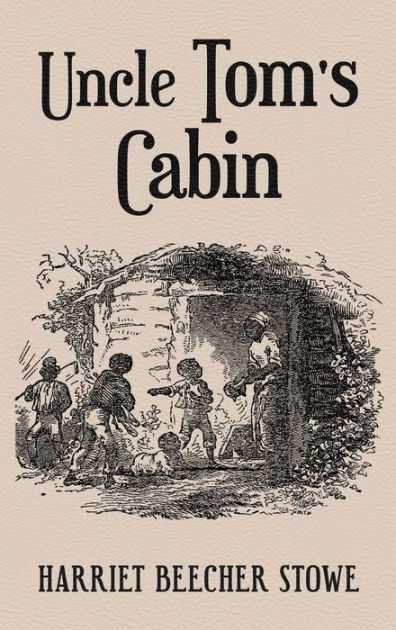 Uncle Tom's
Cabin
HARRIET BEECHER STOWE